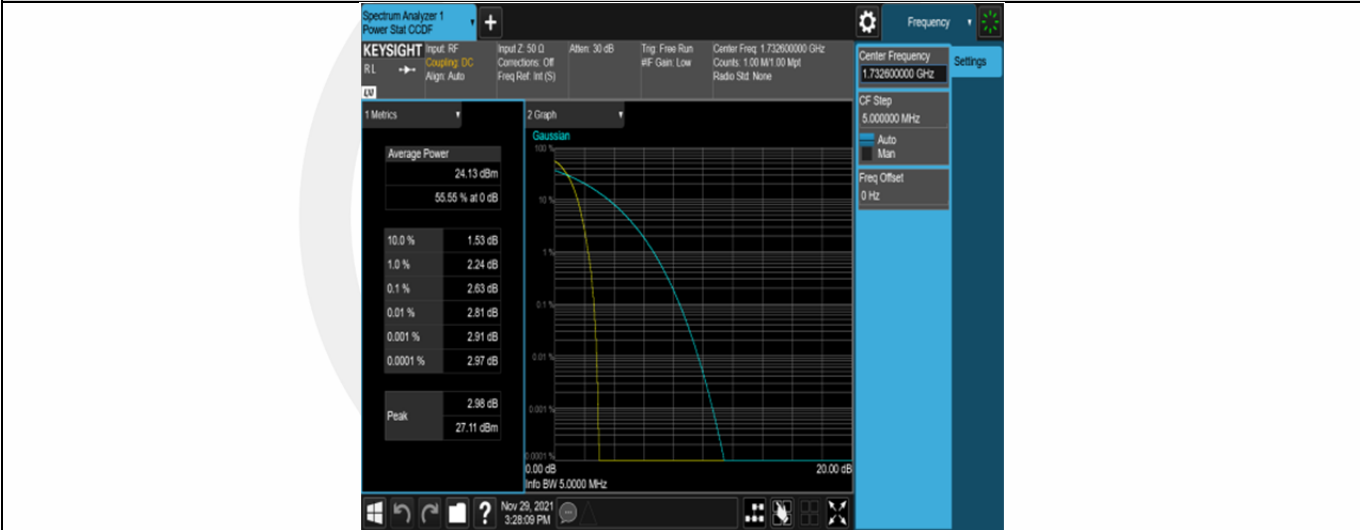 Spectrum Analyzer 1
Power Stat CCDF
+
Frequency
KEYSIGHT
RL
LW
Input: RF
Coupling: DC
Align: Auto
Input Z: 50 Ω
Corrections: Off
Freq Ref: Int (S)
Atten: 30 dB
Trig: Free Run
#IF Gain: Low
Center Freq: 1.732600000 GHz
Counts: 1.00 M/1.00 Mpt
Radio Std: None
Center Frequency
1.732600000 GHz
Settings
CF Step
5.000000 MHz
Auto
Man
Freq Offset
0 Hz
1 Metrics
Average Power
24.13 dBm
55.55 % at 0 dB
10.0 % 1.53 dB
1.0 % 2.24 dB
0.1 % 2.63 dB
0.01 % 2.81 dB
0.001 % 2.91 dB
0.0001 % 2.97 dB
Peak
2.98 dB
27.11 dBm
2 Graph
Gaussian
100 %
10 %
1 %
0.1 %
0.01 %
0.001 %
0.0001 %
0.00 dB 20.00 dB
Info BW 5.0000 MHz
?
Nov 29, 2021
3:28:09 PM